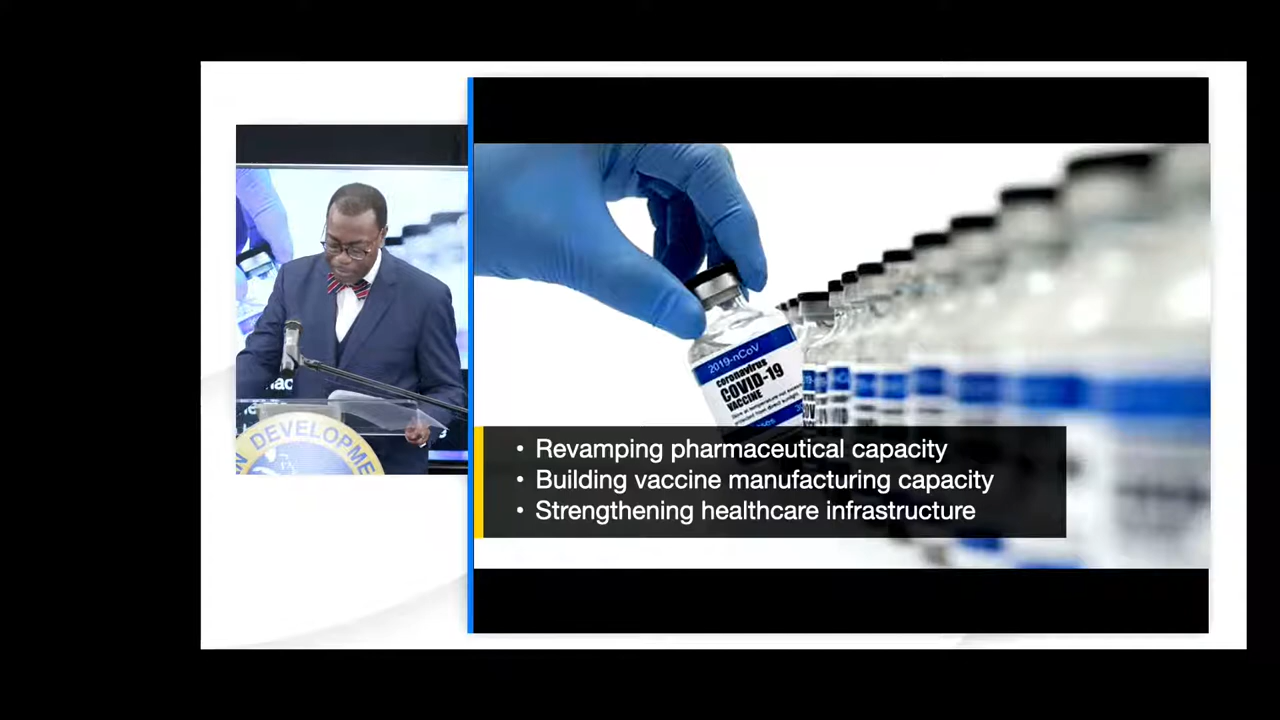 2019-nCoV
coronavirus
COVID-19
VACCINE
• Revamping pharmaceutical capacity
• Building vaccine manufacturing capacity
• Strengthening healthcare infrastructure
DEVELOPME